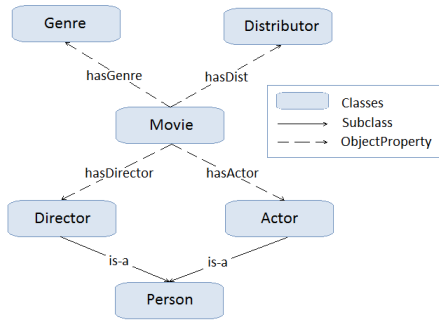 Genre
Distributor
hasGenre
hasDist
Classes
Movie
Subclass
ObjectProperty
hasDirector
hasActor
Director
Actor
is-a
is-a
Person